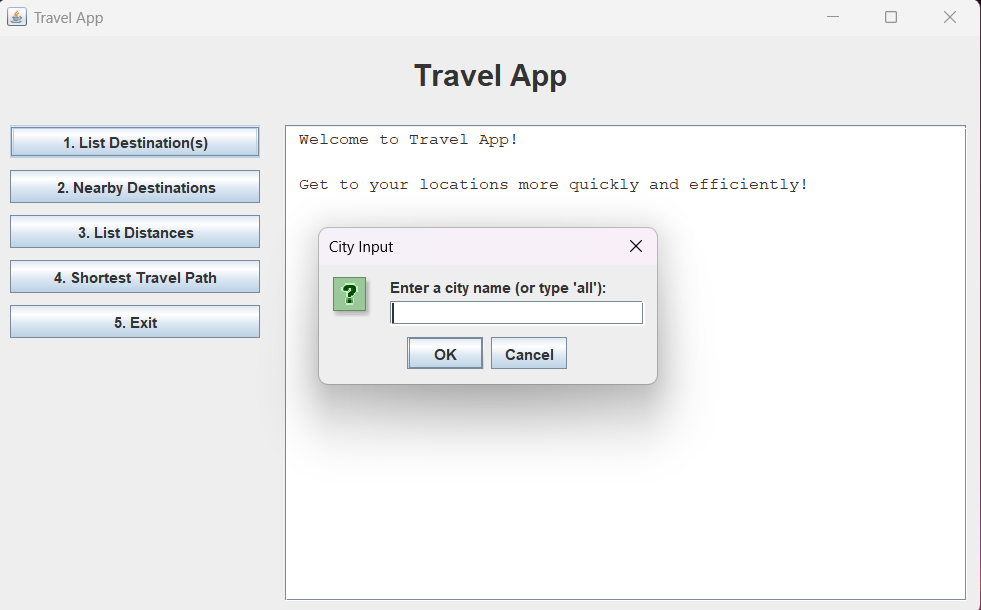 Travel App
Travel App
1. List Destination(s)
2. Nearby Destinations
3. List Distances
4. Shortest Travel Path
5. Exit
Welcome to Travel App!
Get to your locations more quickly and efficiently!
City Input
?
Enter a city name (or type 'all'):
OK
Cancel